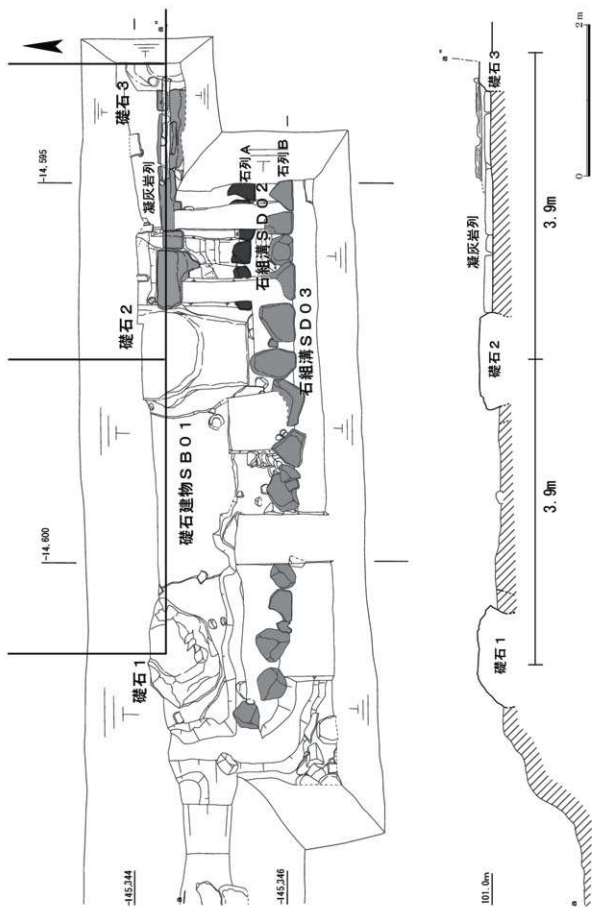 a"
礎石3
-14,595
凝灰岩列
石列A
石列B
石組溝SD02
礎石2
石組溝SD03
礎石建物SB01
-14,600
礎石1
-145,344
-145,346
a
a"
礎石3
凝灰岩列
礎石2
礎石1
3.9m
3.9m
101.0m
a
0
2m